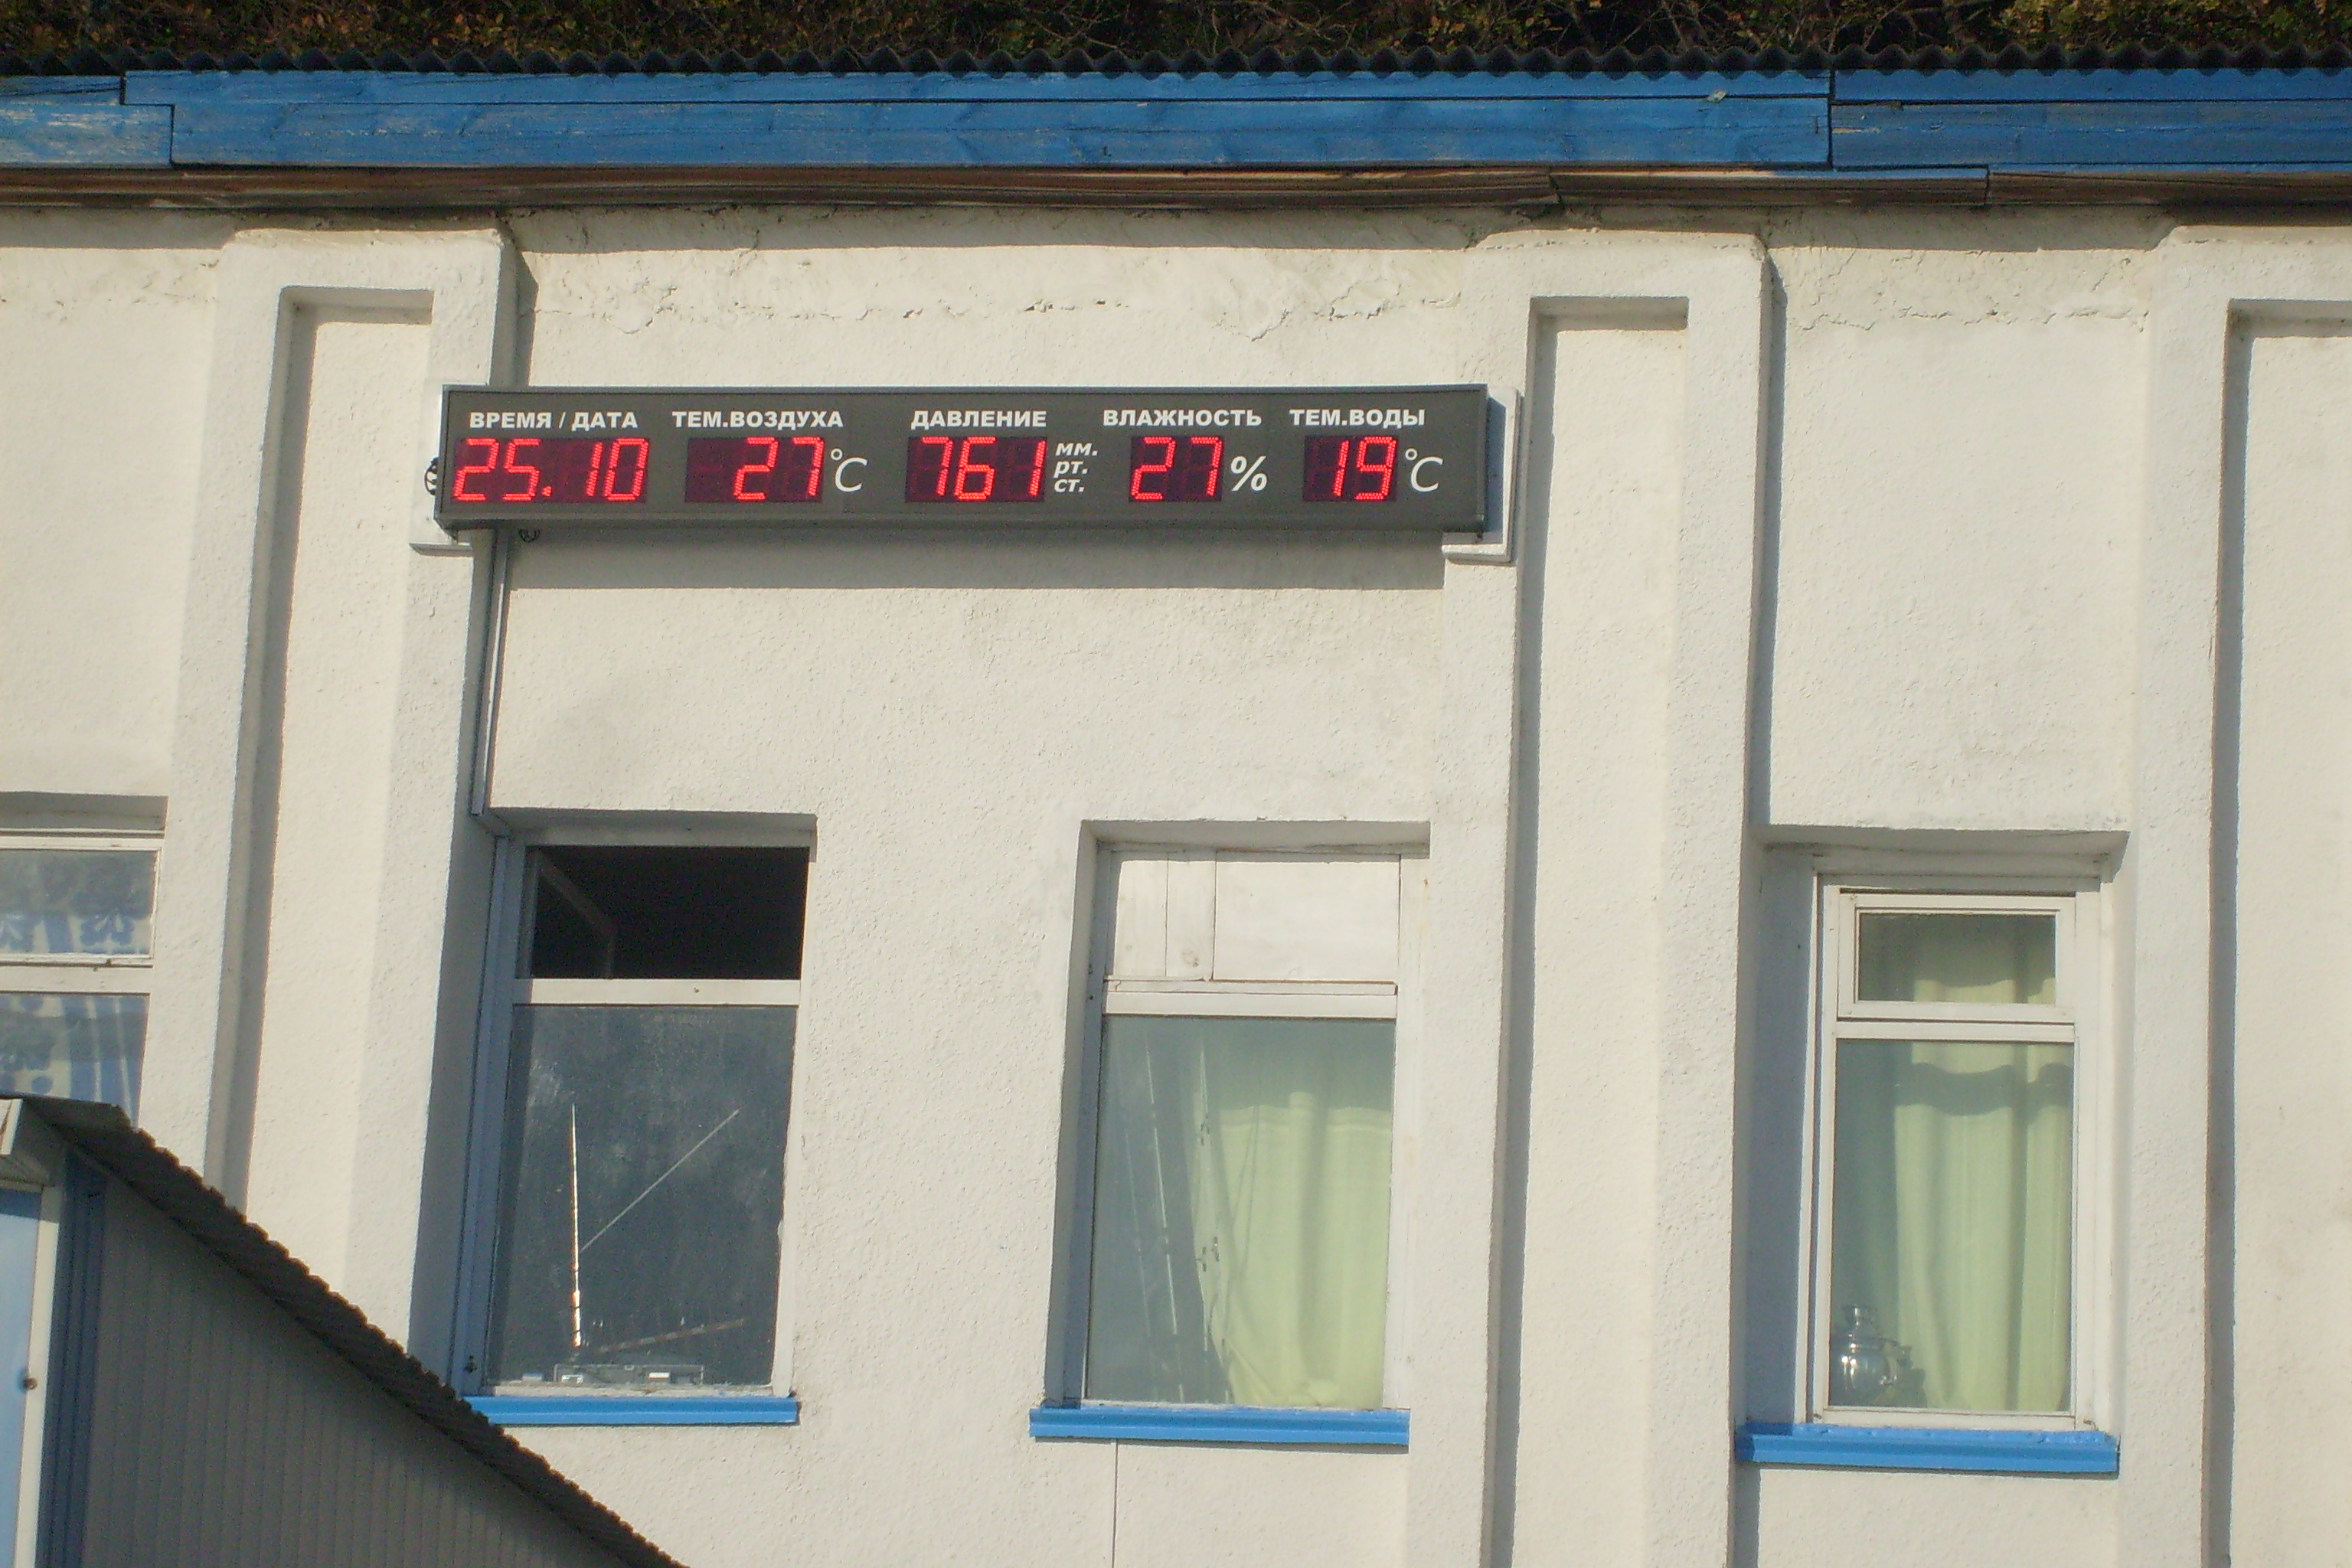 ВРЕМЯ / ДАТА ТЕМ.ВОЗДУХА ДАВЛЕНИЕ ВЛАЖНОСТЬ ТЕМ.ВОДЫ
25.10 27 °C 761 мм. рт. ст. 27 % 19 °C